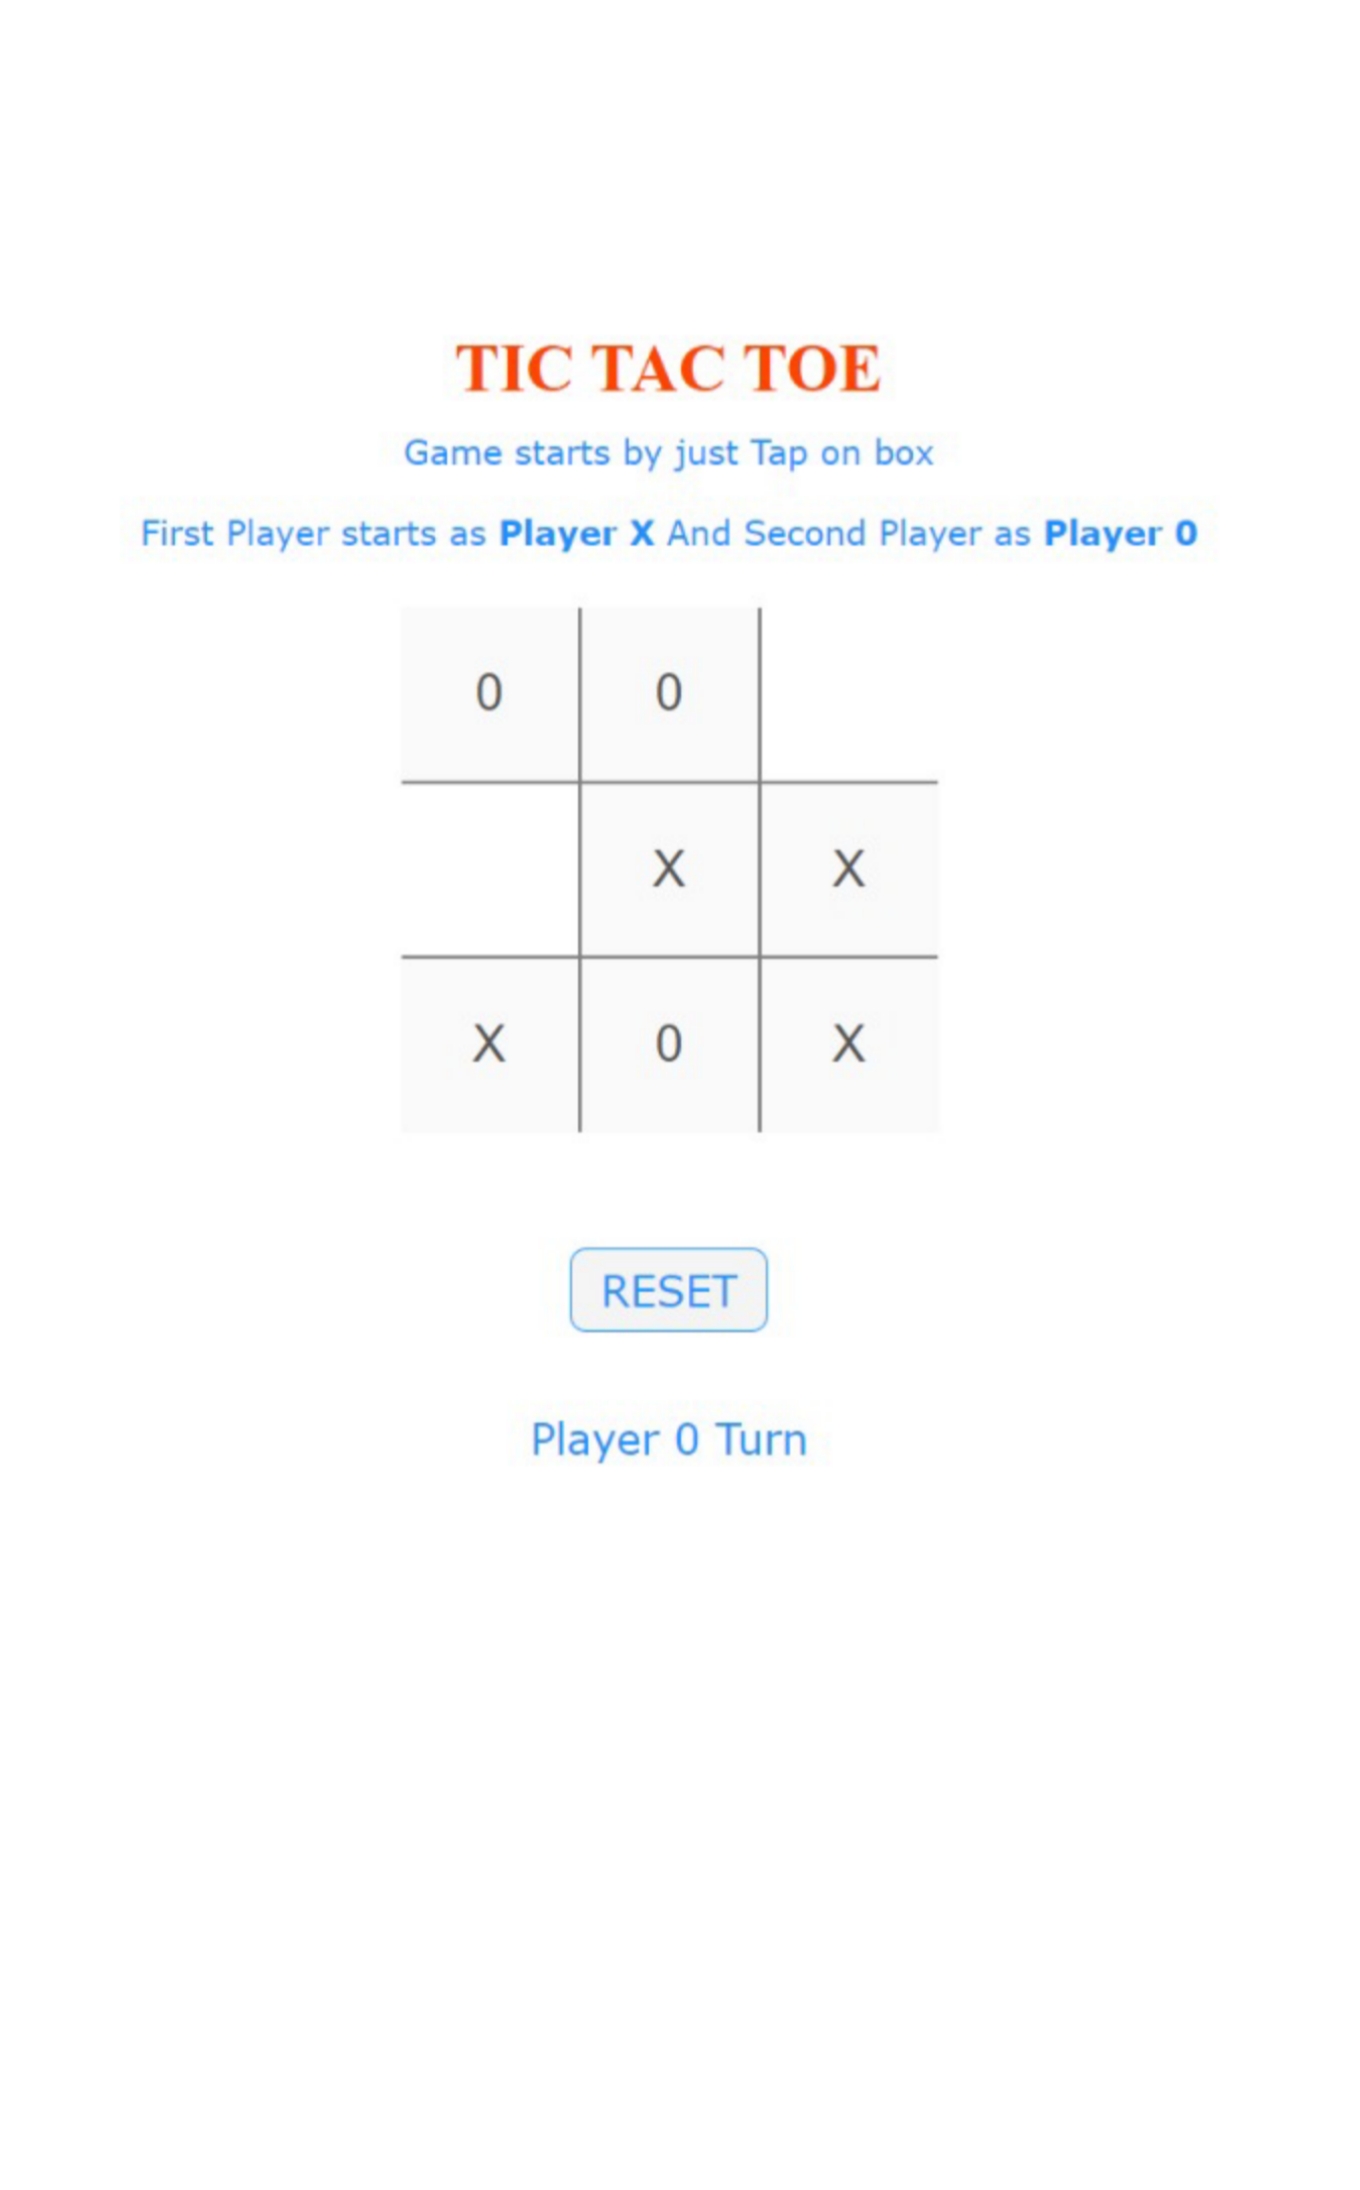 TIC TAC TOE
Game starts by just Tap on box
First Player starts as Player X And Second Player as Player 0
0 0
X X
X 0 X
RESET
Player 0 Turn